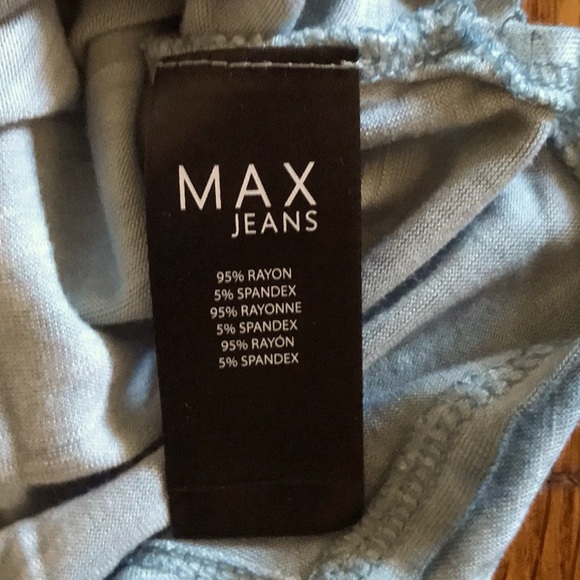 MAX
JEANS
95% RAYON
5% SPANDEX
95% RAYONNE
5% SPANDEX
95% RAYÓN
5% SPANDEX